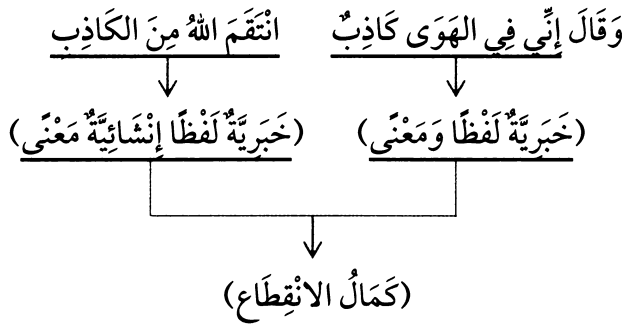 وَقَالَ إِنِّي فِي الهَوَى كَاذِبٌ انْتَقَمَ اللهُ مِنَ الكَاذِبِ
(خَبَرِيَّةٌ لَفْظًا وَمَعْنًى) (خَبَرِيَّةٌ لَفْظًا إِنْشَائِيَّةٌ مَعْنًى)
(كَمَالُ الانْقِطَاع)